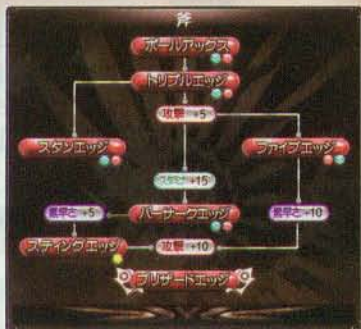 斧
ポールアックス
トリプルエッジ
攻撃 +5
スタンエッジ
ファイブエッジ
スタミナ +15
素早さ +5
バーサークエッジ
素早さ +10
スティングエッジ
攻撃 +10
ブリザードエッジ